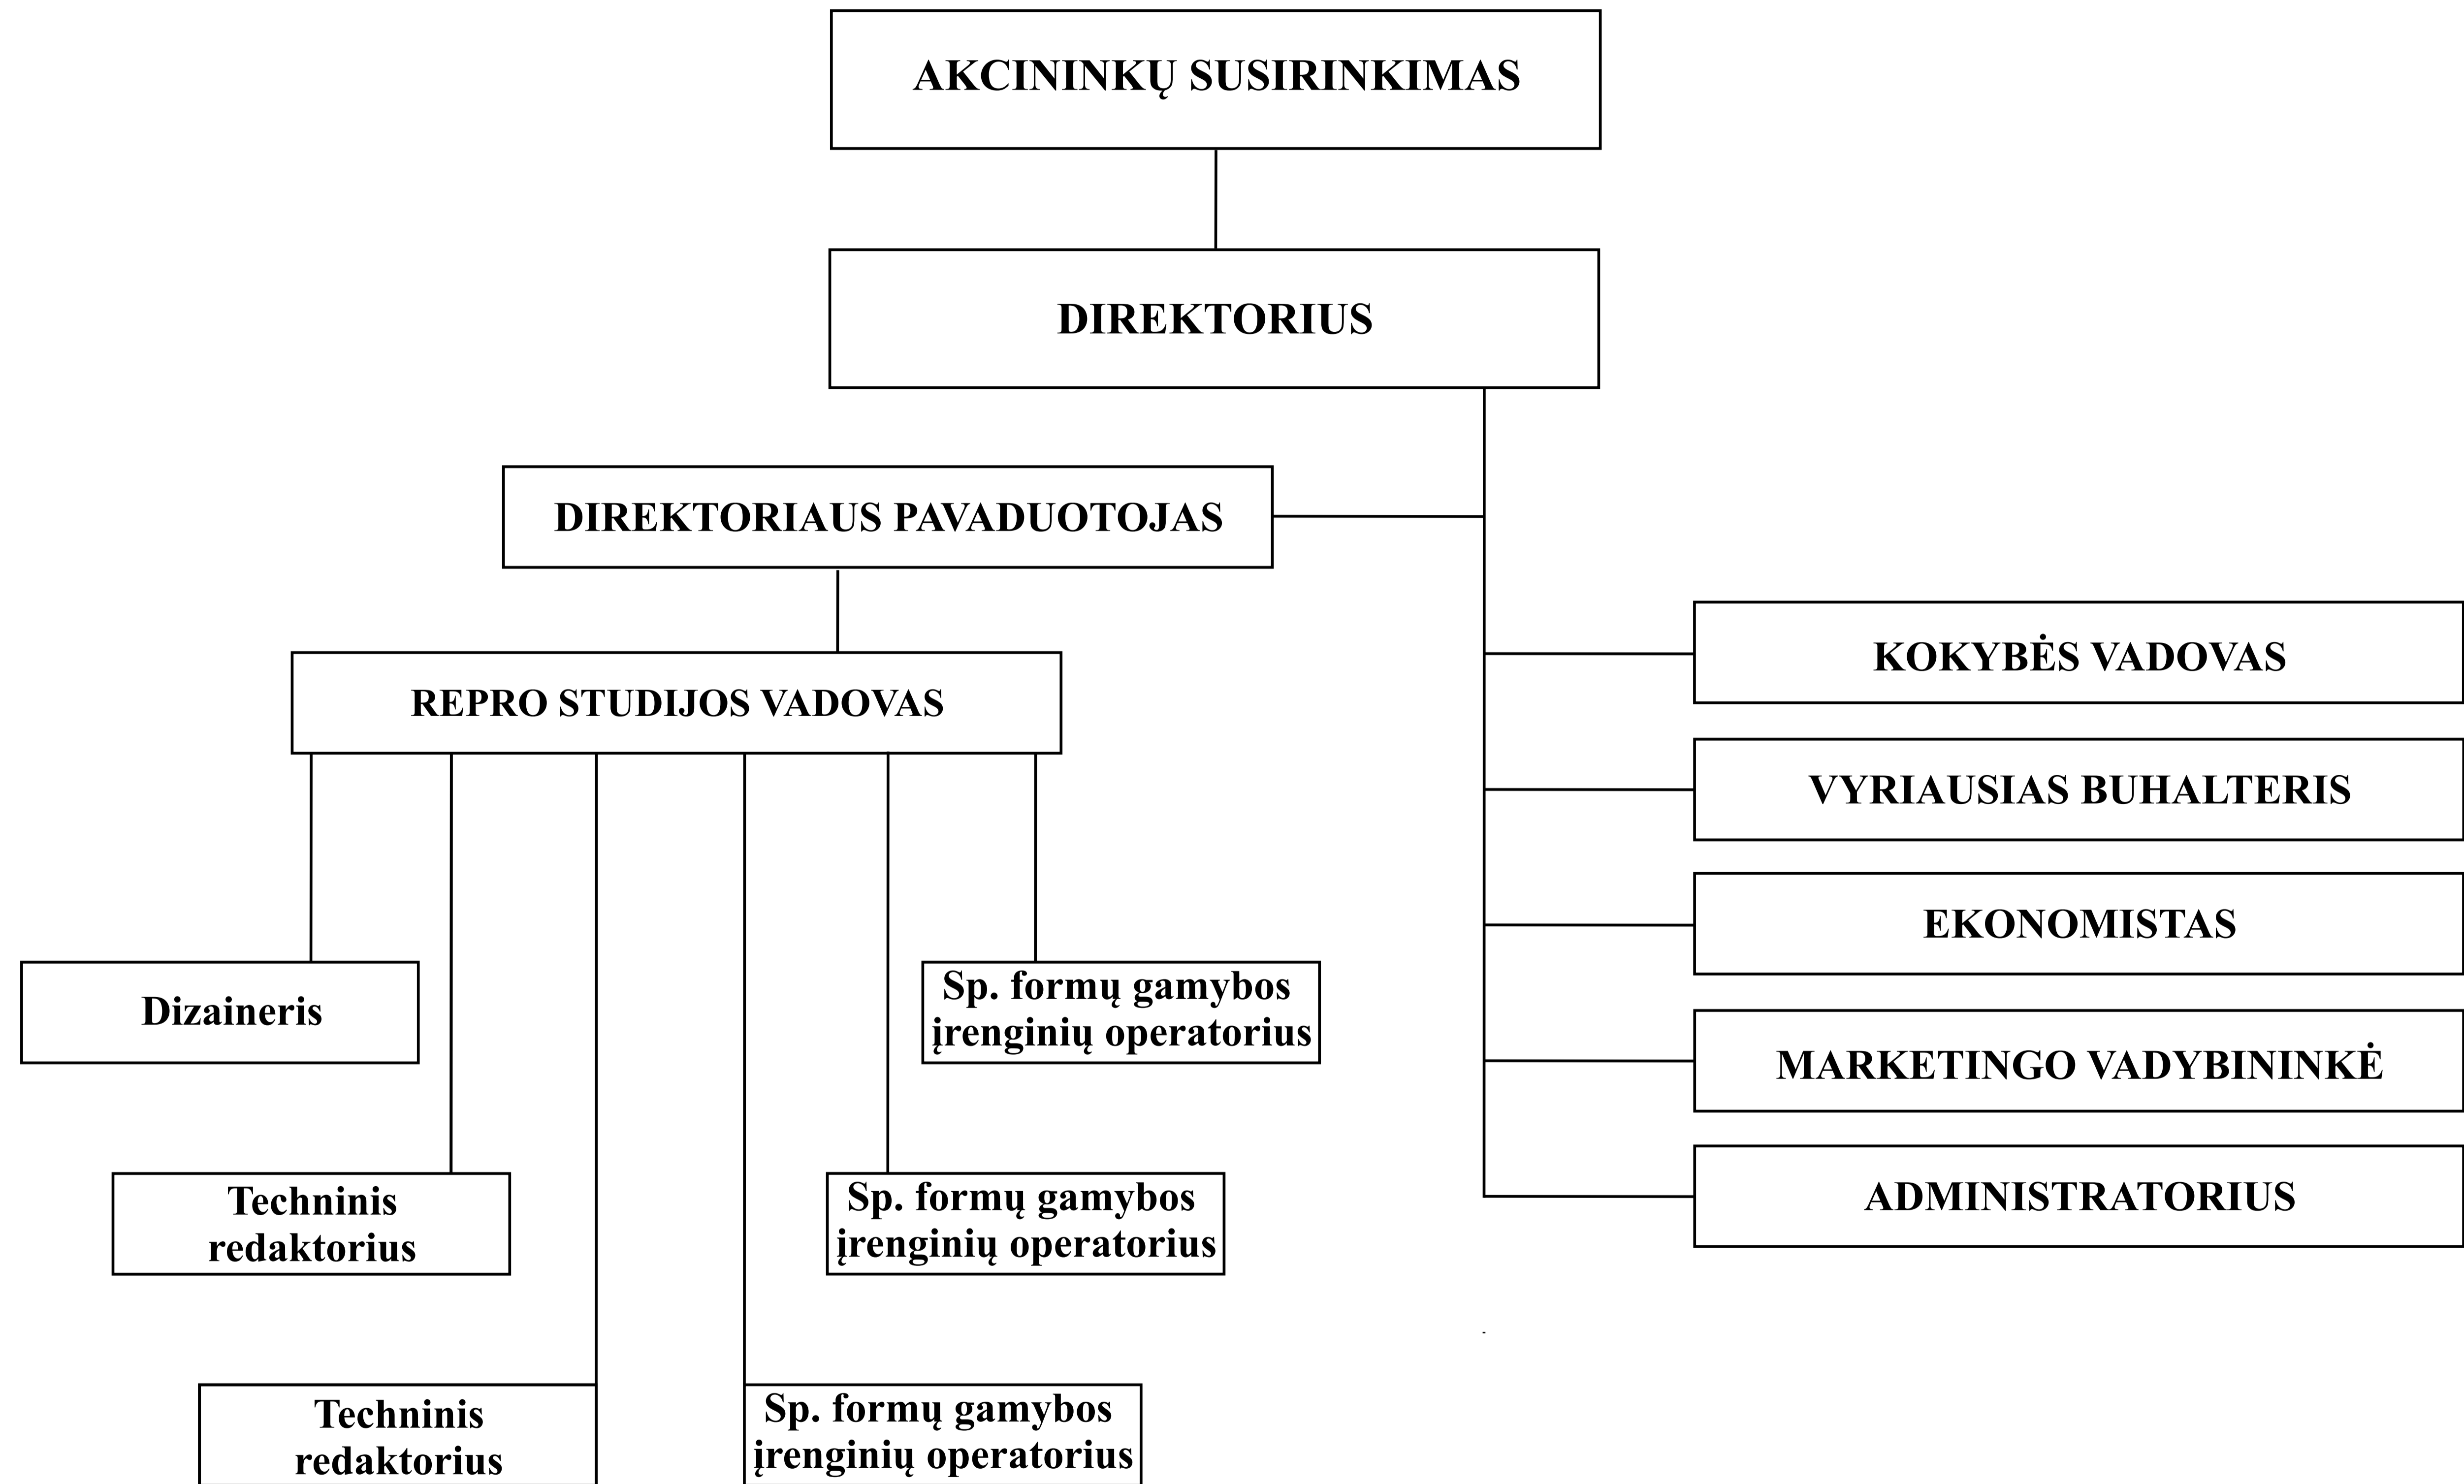 AKCININKŲ SUSIRINKIMAS
DIREKTORIUS
DIREKTORIAUS PAVADUOTOJAS
REPRO STUDIJOS VADOVAS
KOKYBĖS VADOVAS
VYRIAUSIAS BUHALTERIS
EKONOMISTAS
MARKETINGO VADYBININKĖ
ADMINISTRATORIUS
Dizaineris
Sp. formų gamybos
įrenginių operatorius
Techninis
redaktorius
Sp. formų gamybos
įrenginių operatorius
Techninis
redaktorius
Sp. formų gamybos
įrenginių operatorius